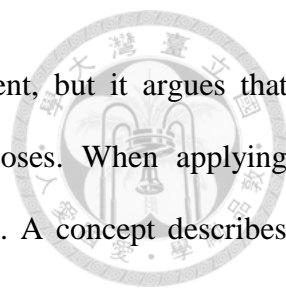 ent, but it argues that
oses. When applying
. A concept describes